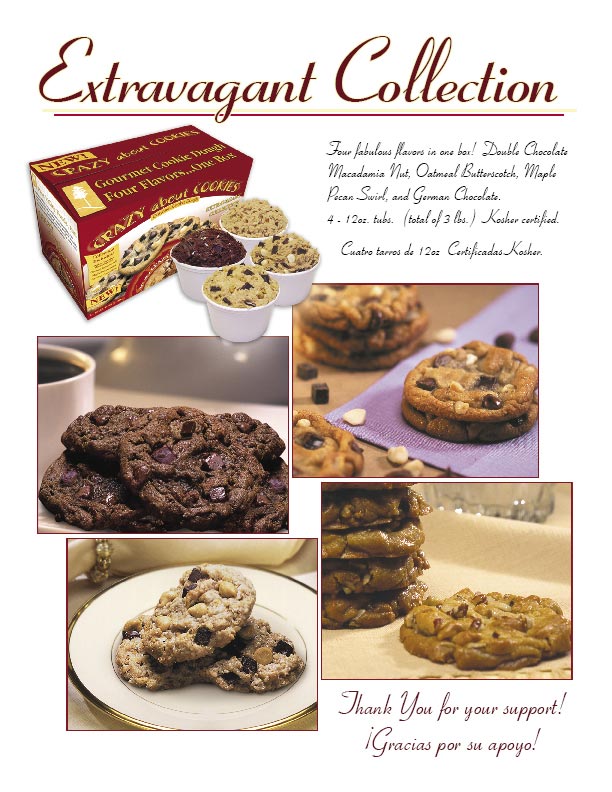 Extravagant Collection
Four fabulous flavors in one box!  Double Chocolate
Macadamia Nut, Oatmeal Butterscotch, Maple
Pecan Swirl, and German Chocolate.
4 - 12oz. tubs.  (total of 3 lbs.)  Kosher certified.
Cuatro tarros de 12oz  Certificadas Kosher.
NEW!
CRAZY about COOKIES
Gourmet Cookie Dough
Four Flavors...One Box
CRAZY about COOKIES
NEW!
Thank You for your support!
¡Gracias por su apoyo!